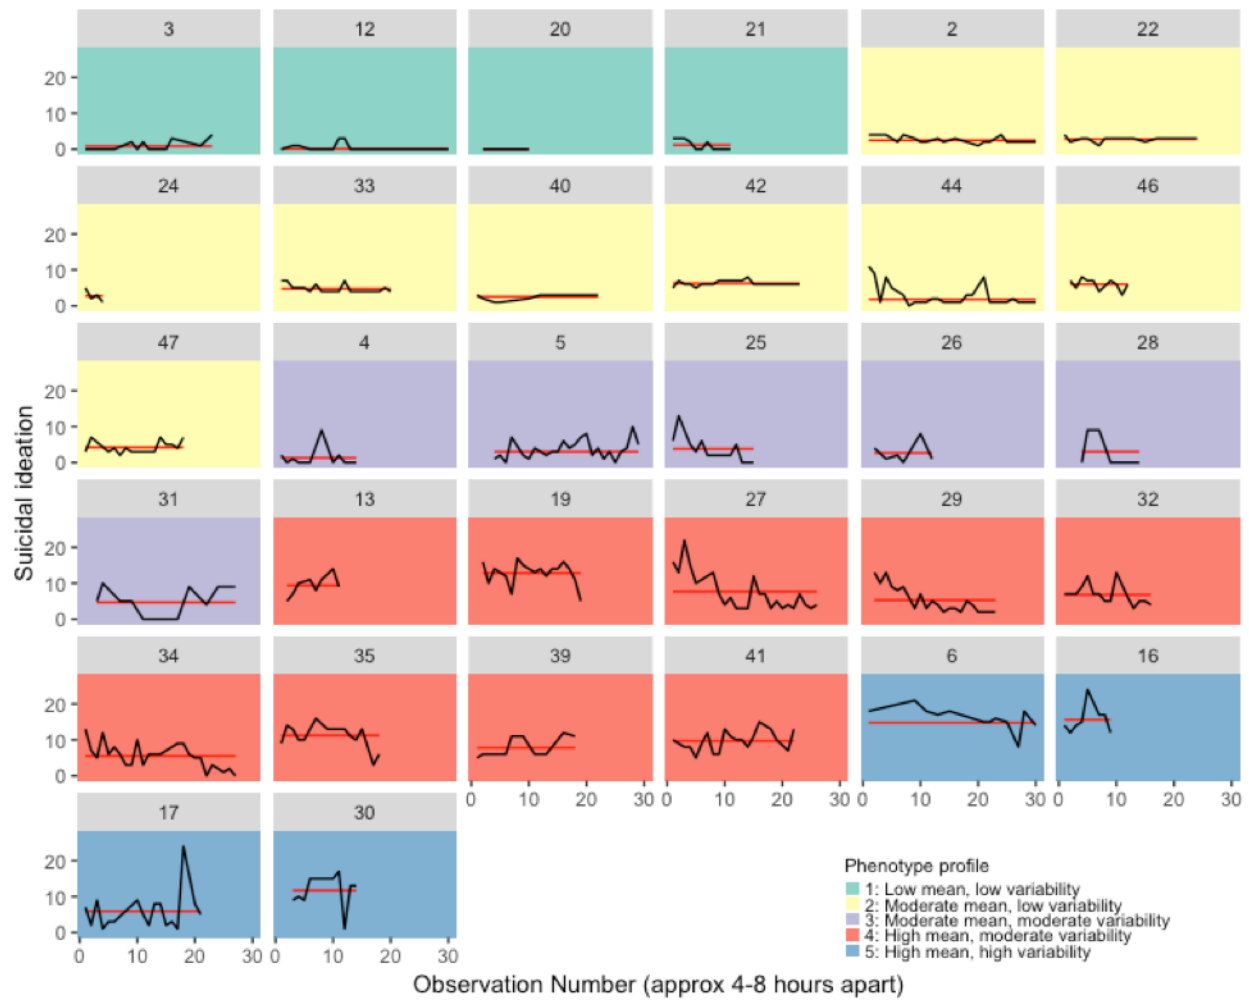 3 12 20 21 2 22
20
10
0
24 33 40 42 44 46
20
10
0
47 4 5 25 26 28
20
10
0
31 13 19 27 29 32
20
10
0
34 35 39 41 6 16
20
10
0
0 10 20 30 0 10 20 30 0 10 20 30 0 10 20 30
17 30
20
10
0
0 10 20 30 0 10 20 30
Suicidal ideation
Observation Number (approx 4-8 hours apart)
Phenotype profile
1: Low mean, low variability
2: Moderate mean, low variability
3: Moderate mean, moderate variability
4: High mean, moderate variability
5: High mean, high variability